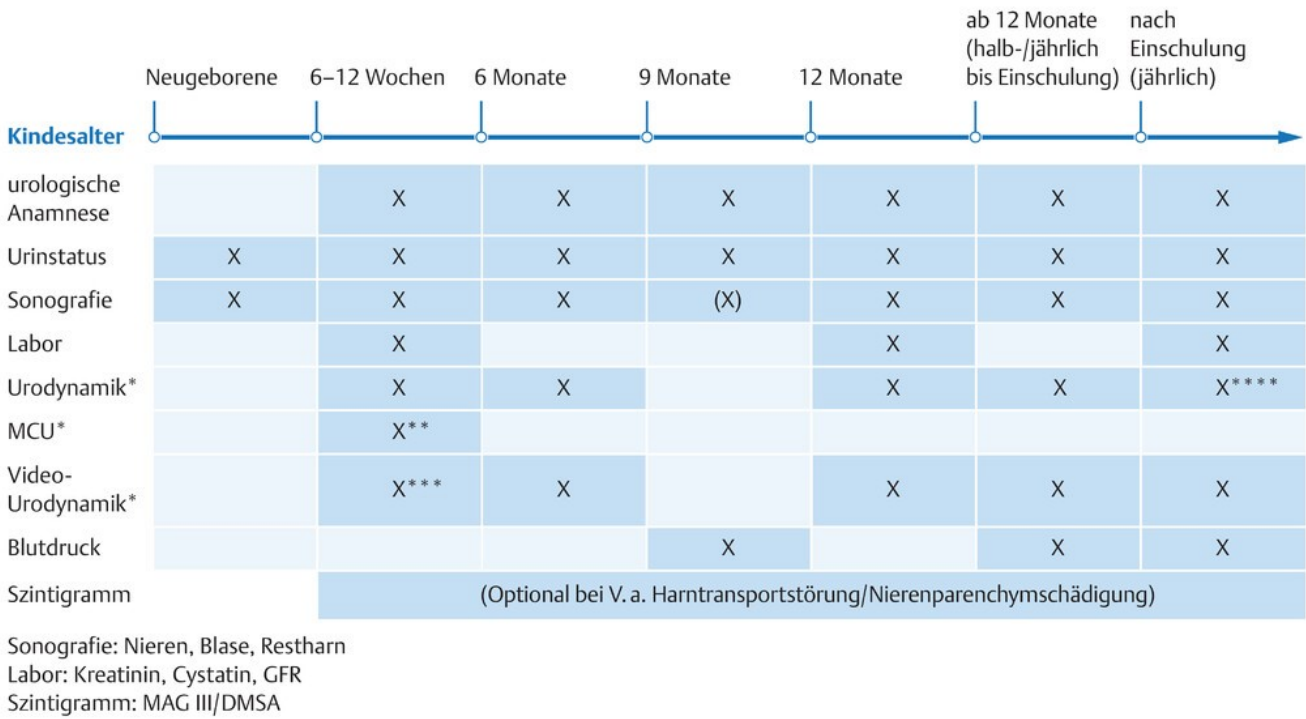 ab 12 Monate nach
(halb-/jährlich Einschulung
Neugeborene 6–12 Wochen 6 Monate 9 Monate 12 Monate bis Einschulung) (jährlich)
Kindesalter
urologische
Anamnese X X X X X X
Urinstatus X X X X X X X
Sonografie X X X (X) X X X
Labor X X X
Urodynamik* X X X X X****
MCU* X**
Video-
Urodynamik* X*** X X X X
Blutdruck X X X
Szintigramm (Optional bei V. a. Harntransportstörung/Nierenparenchymschädigung)
Sonografie: Nieren, Blase, Restharn
Labor: Kreatinin, Cystatin, GFR
Szintigramm: MAG III/DMSA